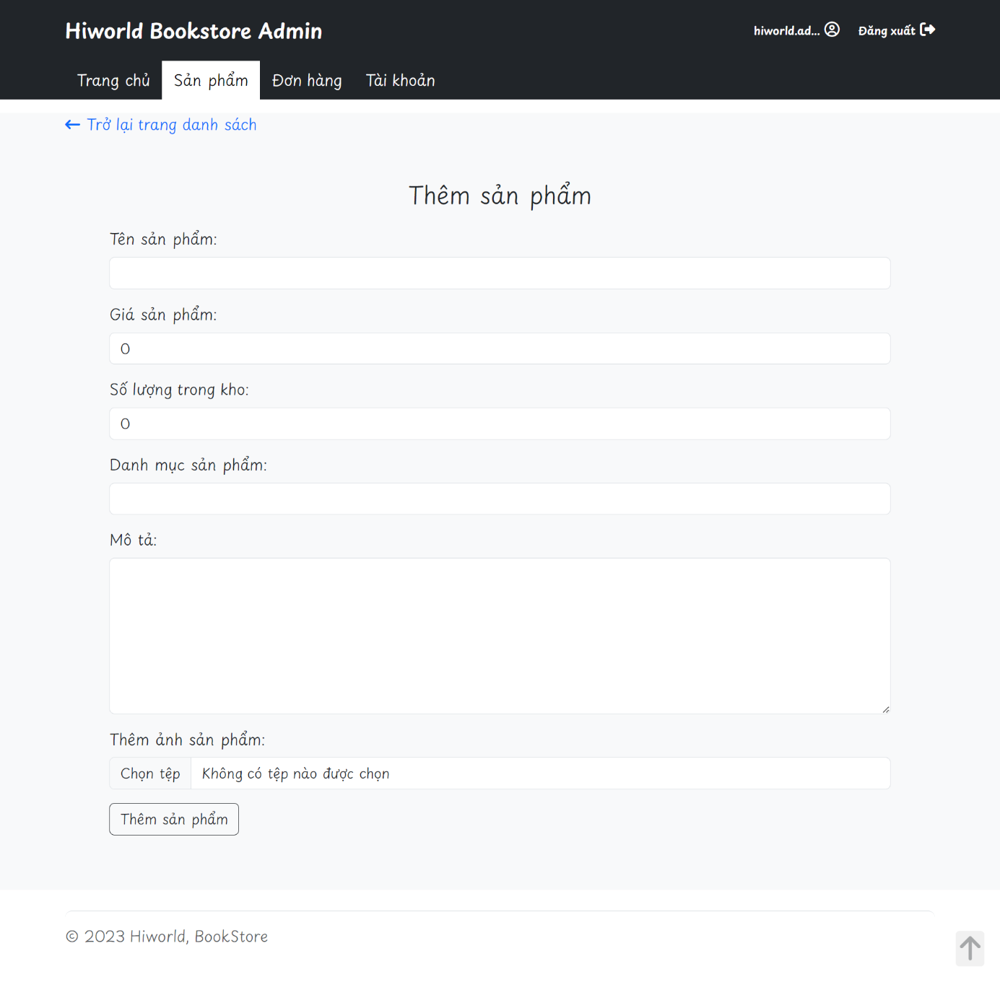 Hiworld Bookstore Admin
hiworld.ad... Đăng xuất
Trang chủ Sản phẩm Đơn hàng Tài khoản
Trở lại trang danh sách
Thêm sản phẩm
Tên sản phẩm:
Giá sản phẩm:
0
Số lượng trong kho:
0
Danh mục sản phẩm:
Mô tả:
Thêm ảnh sản phẩm:
Chọn tệp Không có tệp nào được chọn
Thêm sản phẩm
© 2023 Hiworld, BookStore